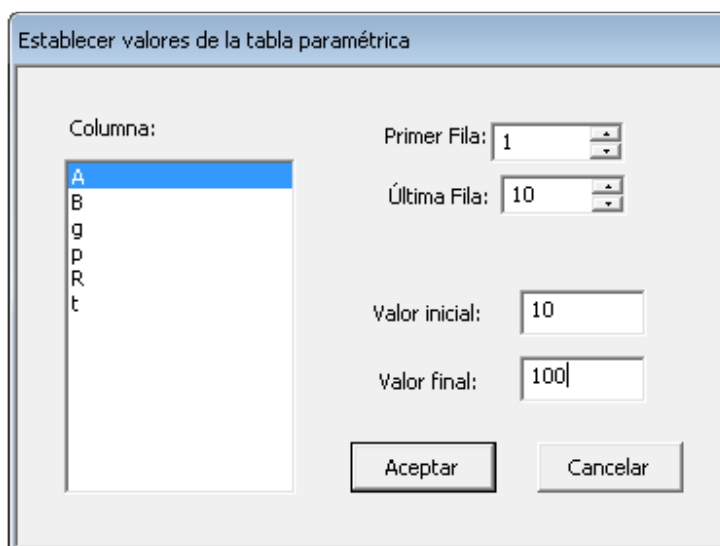 Establecer valores de la tabla paramétrica
Columna:
A
B
g
p
R
t
Primer Fila: 1
Última Fila: 10
Valor inicial: 10
Valor final: 100
Aceptar Cancelar